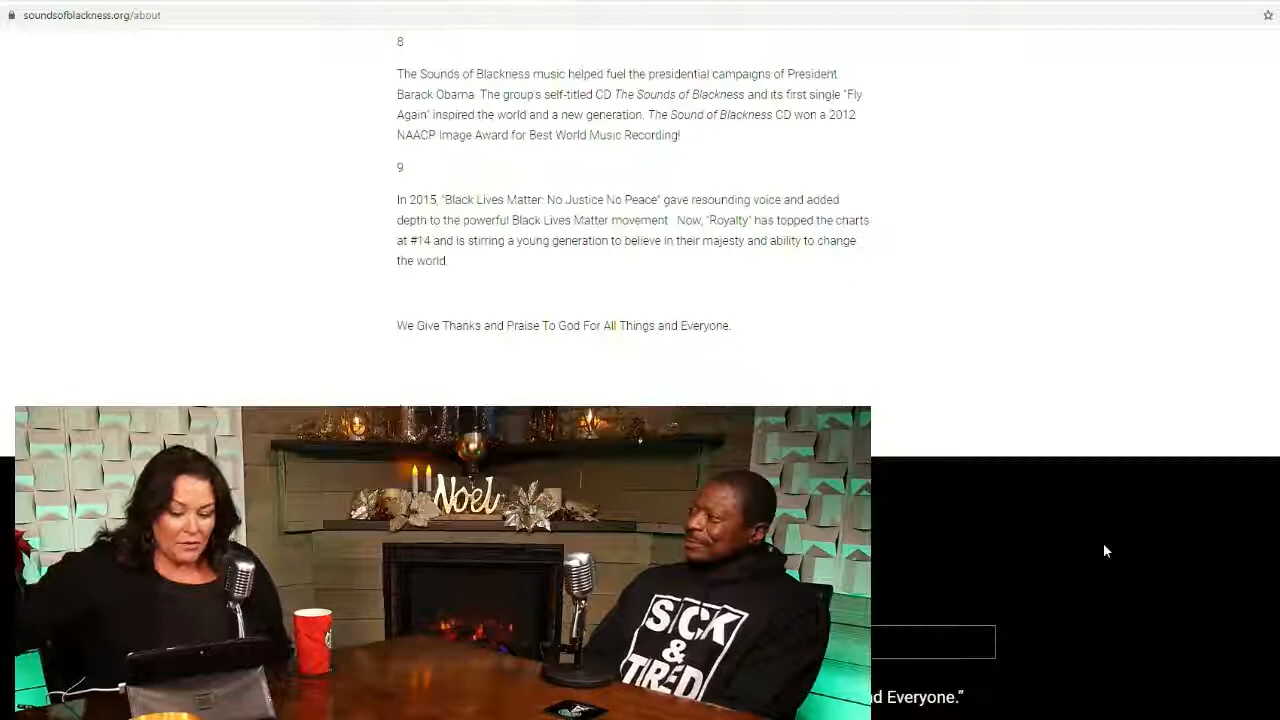 soundsofblackness.org/about
8
The Sounds of Blackness music helped fuel the presidential campaigns of President
Barack Obama. The group's self-titled CD The Sounds of Blackness and its first single "Fly
Again" inspired the world and a new generation. The Sound of Blackness CD won a 2012
NAACP Image Award for Best World Music Recording!
9
In 2015, "Black Lives Matter: No Justice No Peace" gave resounding voice and added
depth to the powerful Black Lives Matter movement. Now, "Royalty" has topped the charts
at #14 and is stirring a young generation to believe in their majesty and ability to change
the world.
We Give Thanks and Praise To God For All Things and Everyone.
Noel
SICK
&
TIRED
nd Everyone."